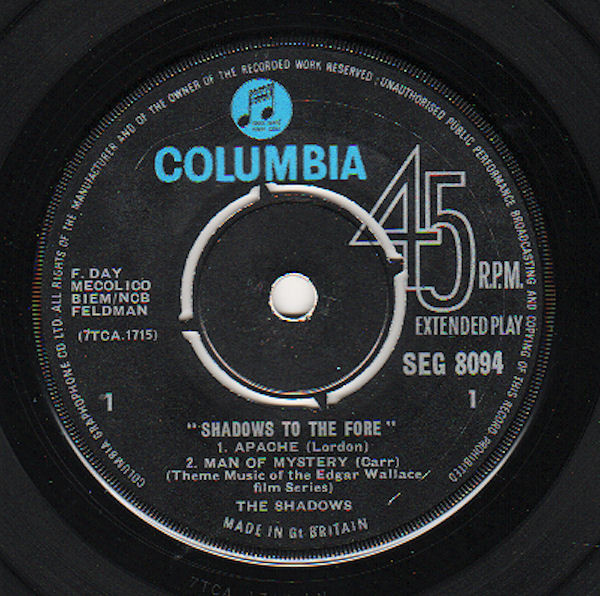 COLUMBIA GRAPHOPHONE CO. LTD. ALL RIGHTS OF THE MANUFACTURER AND OF THE OWNER OF THE RECORDED WORK RESERVED. UNAUTHORISED PUBLIC PERFORMANCE BROADCASTING AND COPYING OF THIS RECORD PROHIBITED
COLUMBIA
45
R.P.M.
EXTENDED PLAY
SEG 8094
F. DAY
MECOLICO
BIEM/NCB
FELDMAN
(7TCA.1715)
1
1
"SHADOWS TO THE FORE"
1. APACHE (Lordon)
2. MAN OF MYSTERY (Carr)
(Theme Music of the Edgar Wallace
film Series)
THE SHADOWS
MADE IN Gt BRITAIN